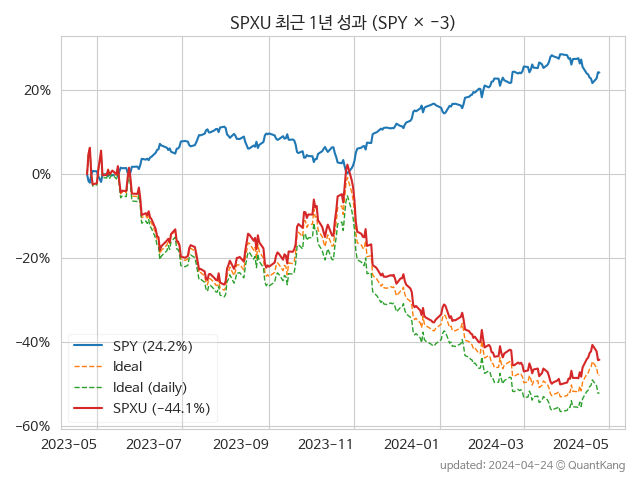 SPXU 최근 1년 성과 (SPY × −3)
20%
0%
−20%
−40%
−60%
SPY (24.2%)
Ideal
Ideal (daily)
SPXU (−44.1%)
2023−05
2023−07
2023−09
2023−11
2024−01
2024−03
2024−05
updated: 2024-04-24 © QuantKang